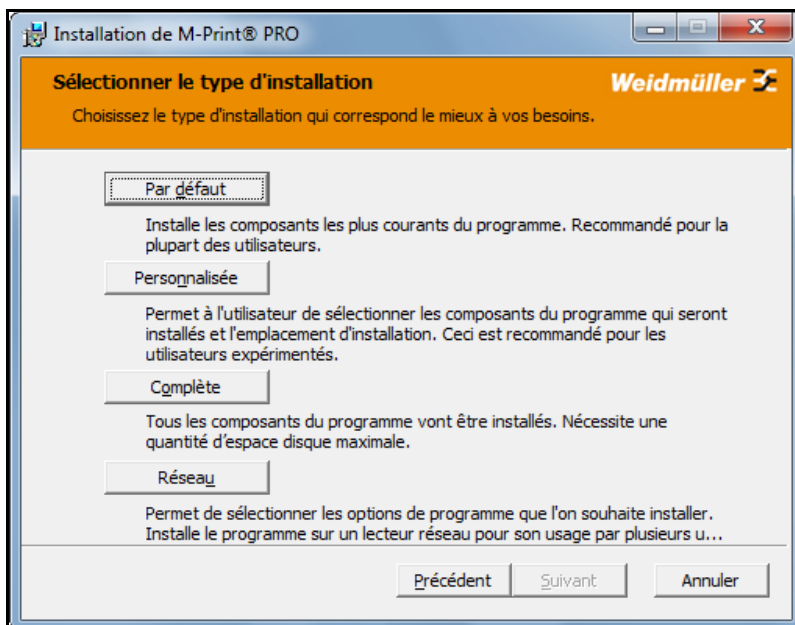 Installation de M-Print® PRO
Sélectionner le type d'installation
Weidmüller
Choisissez le type d'installation qui correspond le mieux à vos besoins.
Par défaut
Installe les composants les plus courants du programme. Recommandé pour la
plupart des utilisateurs.
Personnalisée
Permet à l'utilisateur de sélectionner les composants du programme qui seront
installés et l'emplacement d'installation. Ceci est recommandé pour les
utilisateurs expérimentés.
Complète
Tous les composants du programme vont être installés. Nécessite une
quantité d'espace disque maximale.
Réseau
Permet de sélectionner les options de programme que l'on souhaite installer.
Installe le programme sur un lecteur réseau pour son usage par plusieurs u...
Précédent
Suivant
Annuler